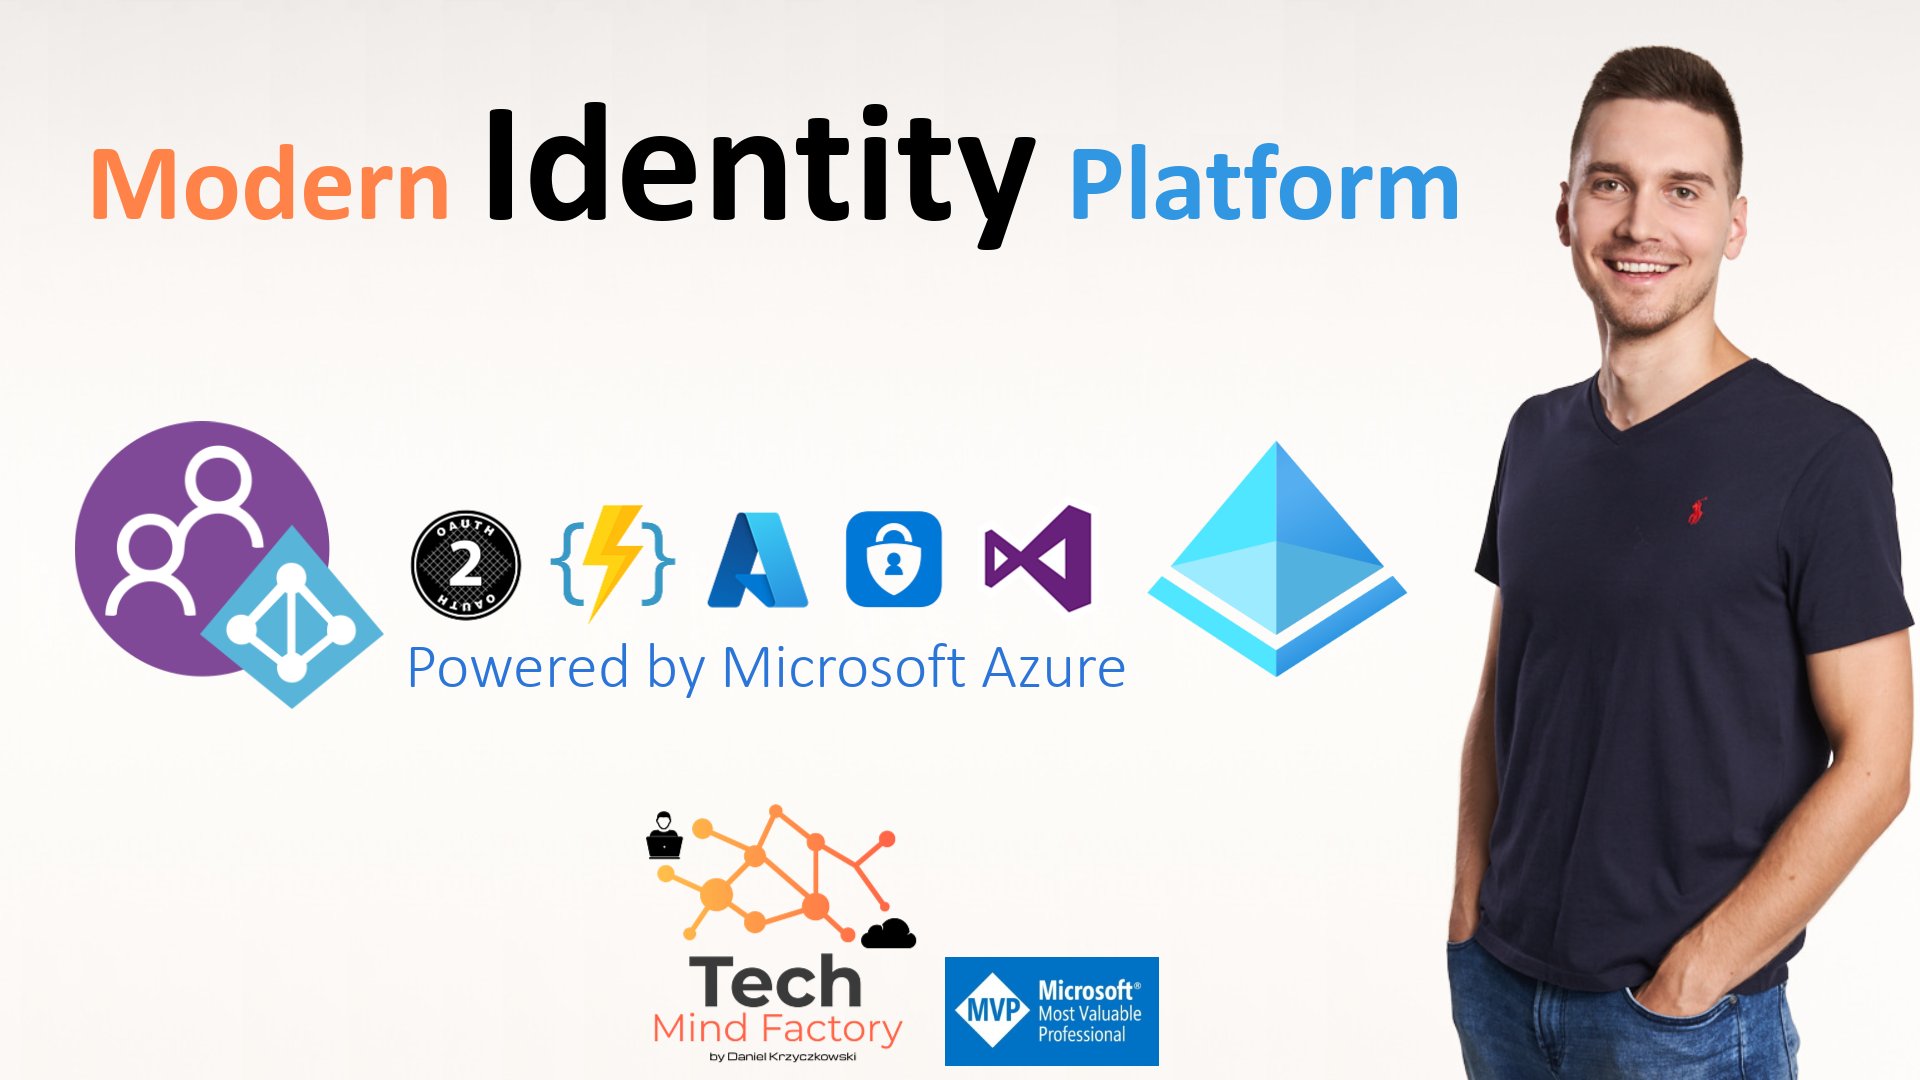 Modern Identity Platform
OAUTH
2
OAUTH
Powered by Microsoft Azure
Tech
Mind Factory
by Daniel Krzyczkowski
MVP
Microsoft®
Most Valuable
Professional